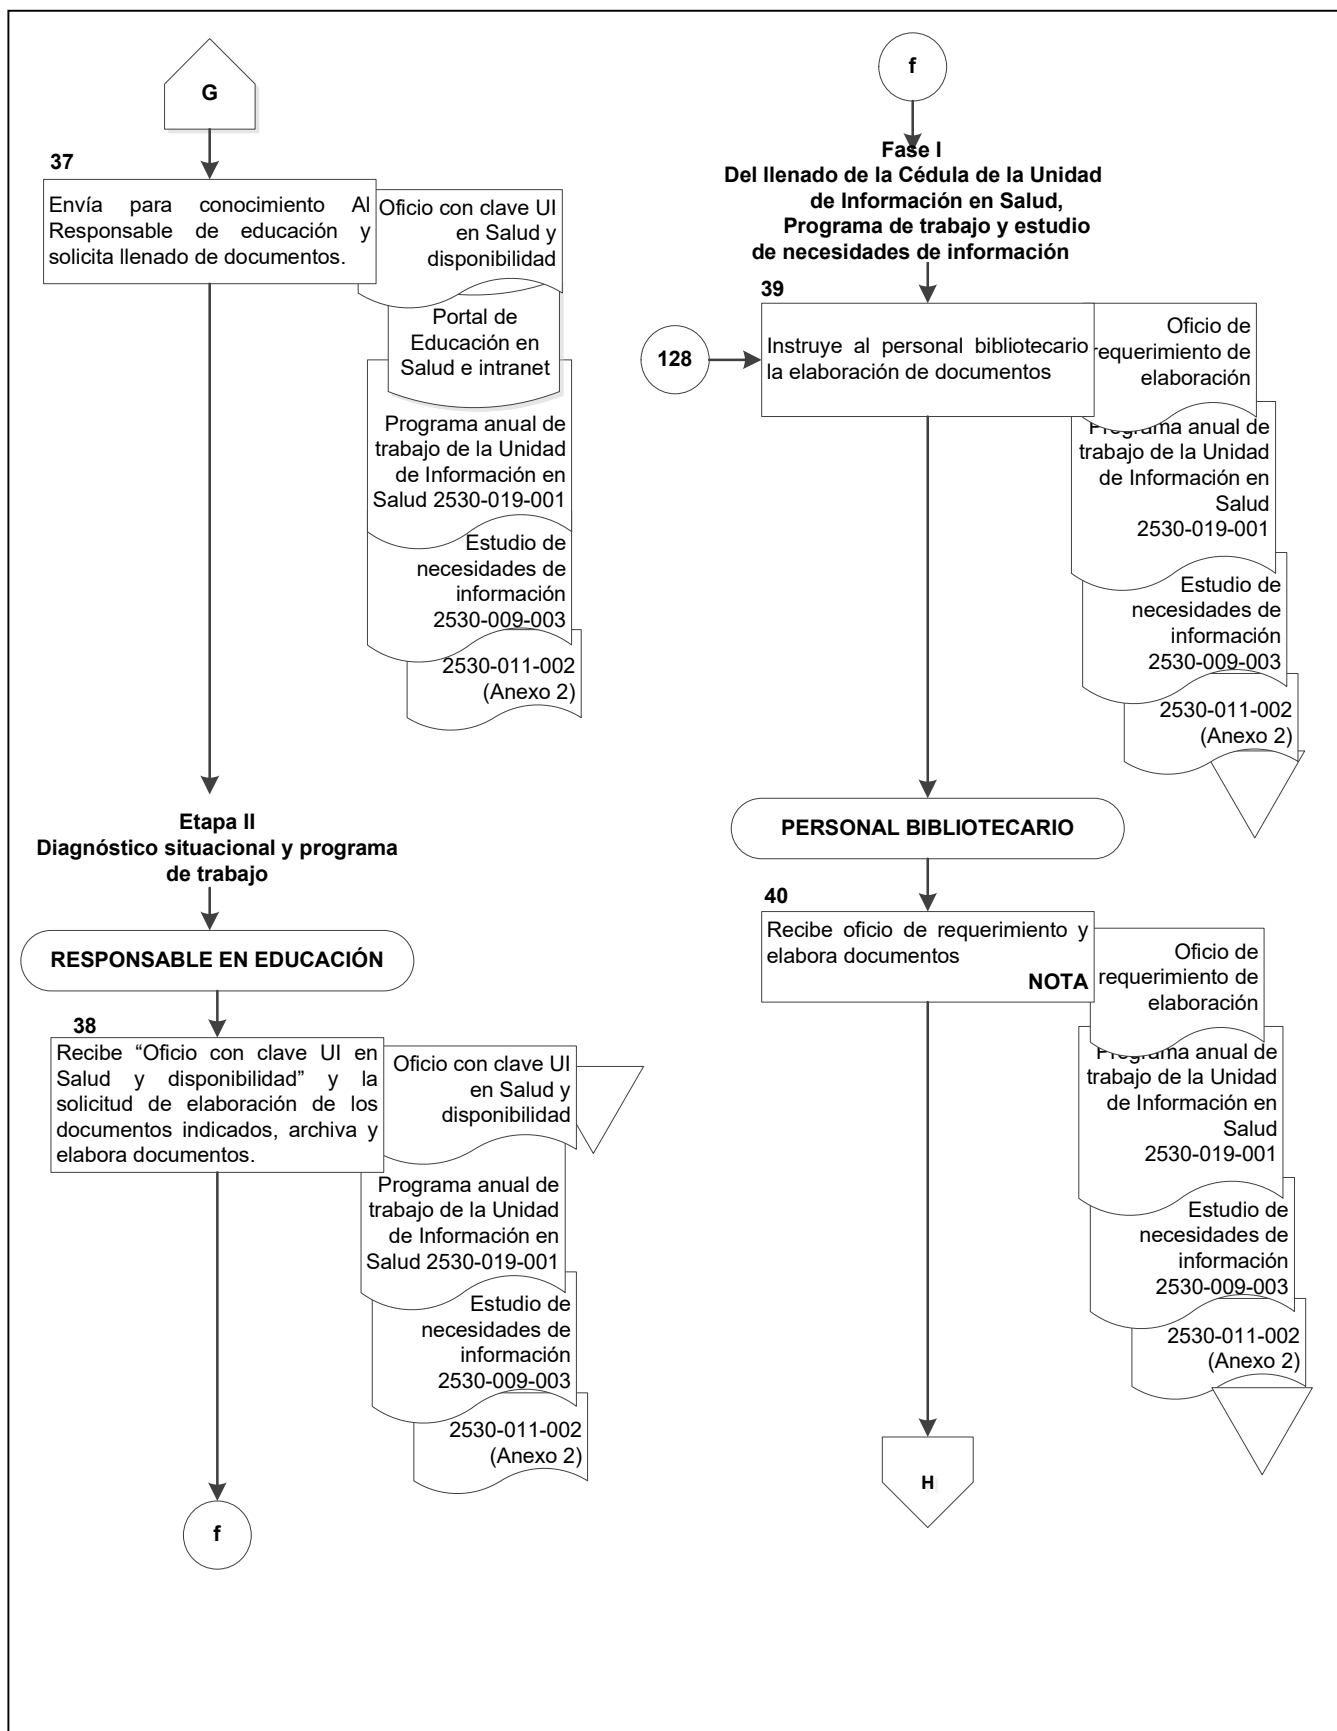 G
37
Envía para conocimiento Al
Responsable de educación y
solicita llenado de documentos.
Oficio con clave UI
en Salud y
disponibilidad
Portal de
Educación en
Salud e intranet
Programa anual de
trabajo de la Unidad
de Información en
Salud 2530-019-001
Estudio de
necesidades de
información
2530-009-003
2530-011-002
(Anexo 2)
Etapa II
Diagnóstico situacional y programa
de trabajo
RESPONSABLE EN EDUCACIÓN
38
Recibe “Oficio con clave UI en
Salud y disponibilidad” y la
solicitud de elaboración de los
documentos indicados, archiva y
elabora documentos.
Oficio con clave UI
en Salud y
disponibilidad
Programa anual de
trabajo de la Unidad
de Información en
Salud 2530-019-001
Estudio de
necesidades de
información
2530-009-003
2530-011-002
(Anexo 2)
f
f
Fase I
Del llenado de la Cédula de la Unidad
de Información en Salud,
Programa de trabajo y estudio
de necesidades de información
39
128
Instruye al personal bibliotecario
la elaboración de documentos
Oficio de
requerimiento de
elaboración
Programa anual de
trabajo de la Unidad
de Información en
Salud
2530-019-001
Estudio de
necesidades de
información
2530-009-003
2530-011-002
(Anexo 2)
PERSONAL BIBLIOTECARIO
40
Recibe oficio de requerimiento y
elabora documentos
NOTA
Oficio de
requerimiento de
elaboración
Programa anual de
trabajo de la Unidad
de Información en
Salud
2530-019-001
Estudio de
necesidades de
información
2530-009-003
2530-011-002
(Anexo 2)
H